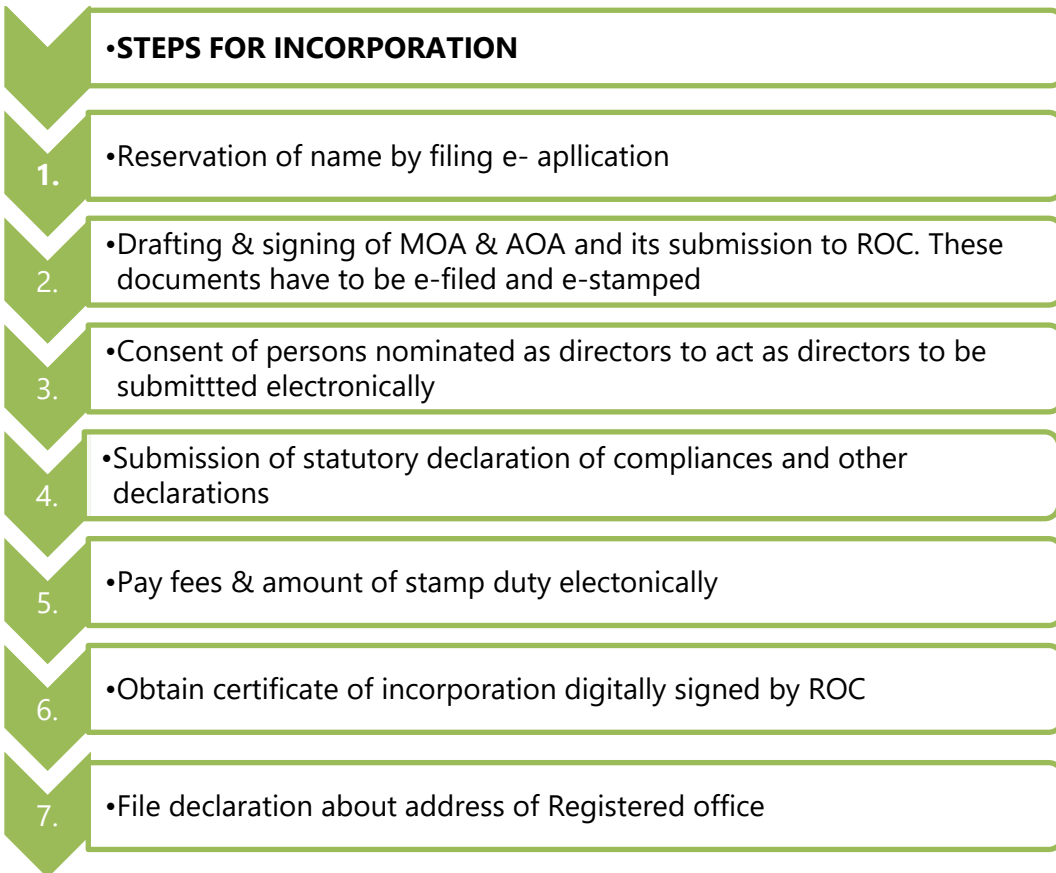 •STEPS FOR INCORPORATION
1.
•Reservation of name by filing e- apllication
2.
•Drafting & signing of MOA & AOA and its submission to ROC. These
documents have to be e-filed and e-stamped
3.
•Consent of persons nominated as directors to act as directors to be
submittted electronically
4.
•Submission of statutory declaration of compliances and other
declarations
5.
•Pay fees & amount of stamp duty electonically
6.
•Obtain certificate of incorporation digitally signed by ROC
7.
•File declaration about address of Registered office